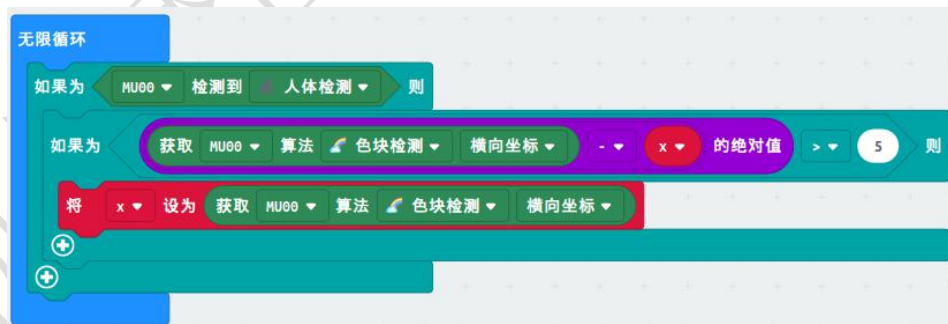 无限循环
如果为 MU00 检测到 人体检测 则
如果为 获取 MU00 算法 色块检测 横向坐标 - x 的绝对值 > 5 则
将 x 设为 获取 MU00 算法 色块检测 横向坐标